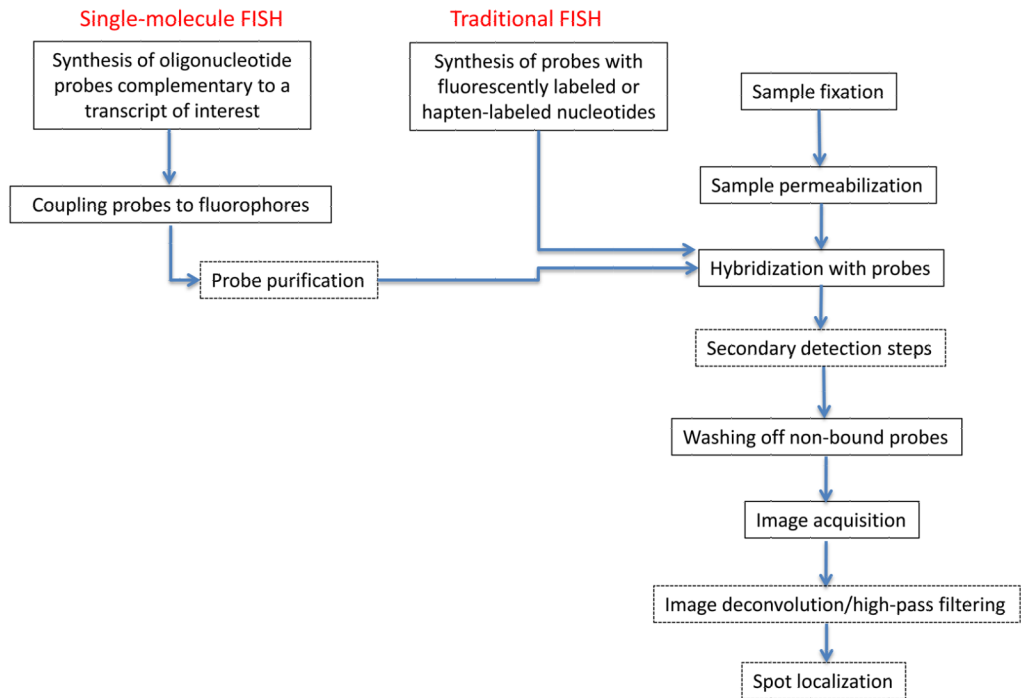 Single-molecule FISH
Synthesis of oligonucleotide
probes complementary to a
transcript of interest
Coupling probes to fluorophores
Probe purification
Traditional FISH
Synthesis of probes with
fluorescently labeled or
hapten-labeled nucleotides
Sample fixation
Sample permeabilization
Hybridization with probes
Secondary detection steps
Washing off non-bound probes
Image acquisition
Image deconvolution/high-pass filtering
Spot localization